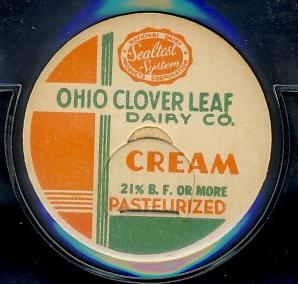 NATIONAL DAIRY
Sealtest
System
PRODUCTS CORPORATION
OHIO CLOVER LEAF
DAIRY CO.
CREAM
21% B. F. OR MORE
PASTEURIZED